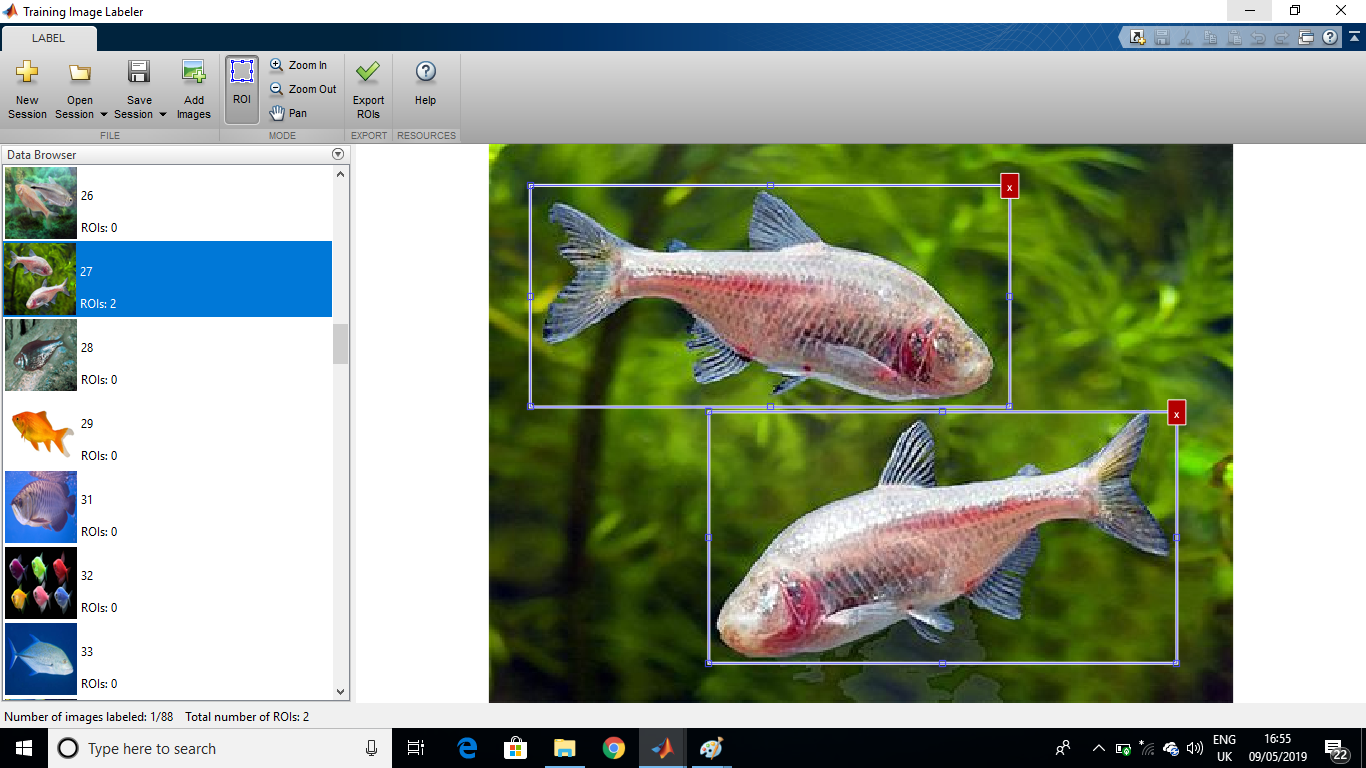 Training Image Labeler
LABEL
New Session
Open Session
Save Session
Add Images
ROI
Zoom In
Zoom Out
Pan
Export ROIs
Help
FILE
MODE
EXPORT
RESOURCES
Data Browser
26
ROIs: 0
27
ROIs: 2
28
ROIs: 0
29
ROIs: 0
31
ROIs: 0
32
ROIs: 0
33
ROIs: 0
x
x
Number of images labeled: 1/88 Total number of ROIs: 2
Type here to search
ENG
UK
16:55
09/05/2019
22